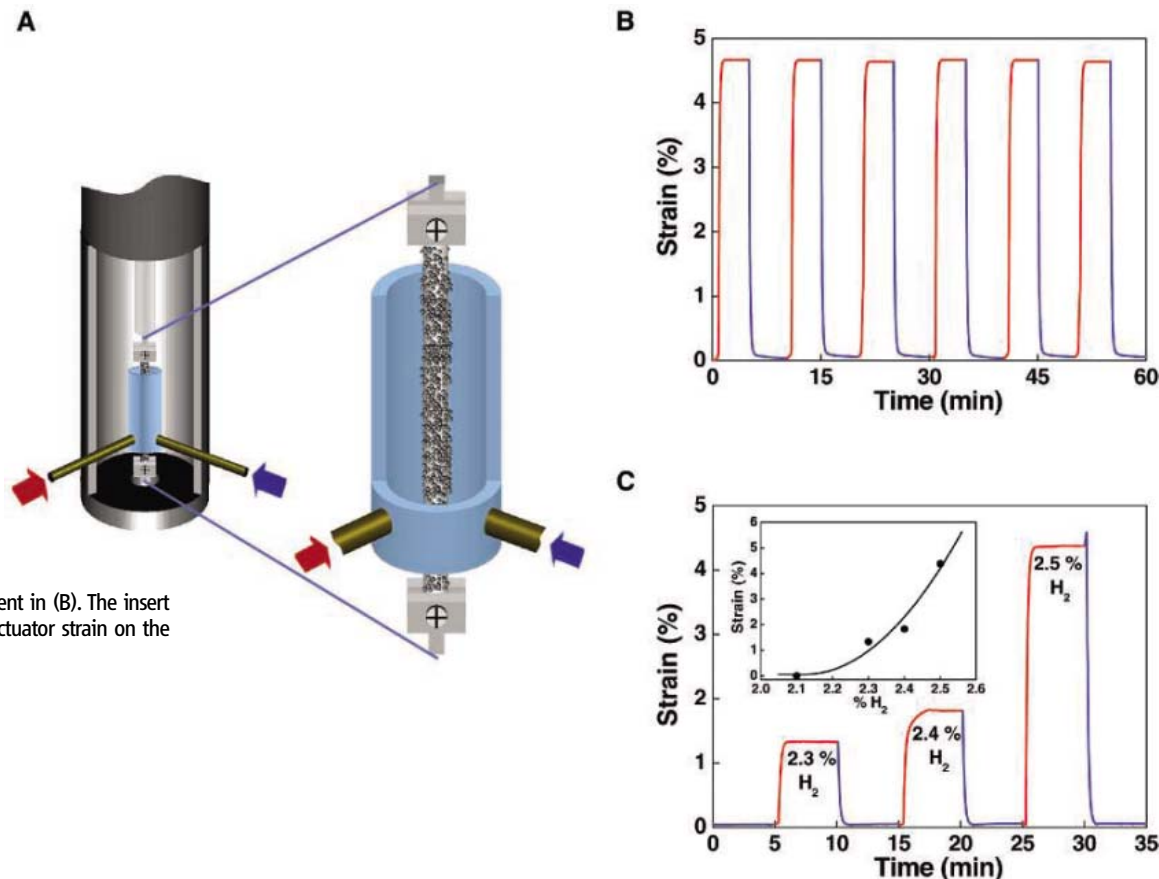 A
ent in (B). The insert
ctuator strain on the
B
Strain (%)
5
4
3
2
1
0
0 15 30 45 60
Time (min)
C
Strain (%)
5
4
3
2
1
0
Strain (%)
6
5
4
3
2
1
0
2.0 2.1 2.2 2.3 2.4 2.5 2.6
% H₂
2.3 %
H₂
2.4 %
H₂
2.5 %
H₂
0 5 10 15 20 25 30 35
Time (min)